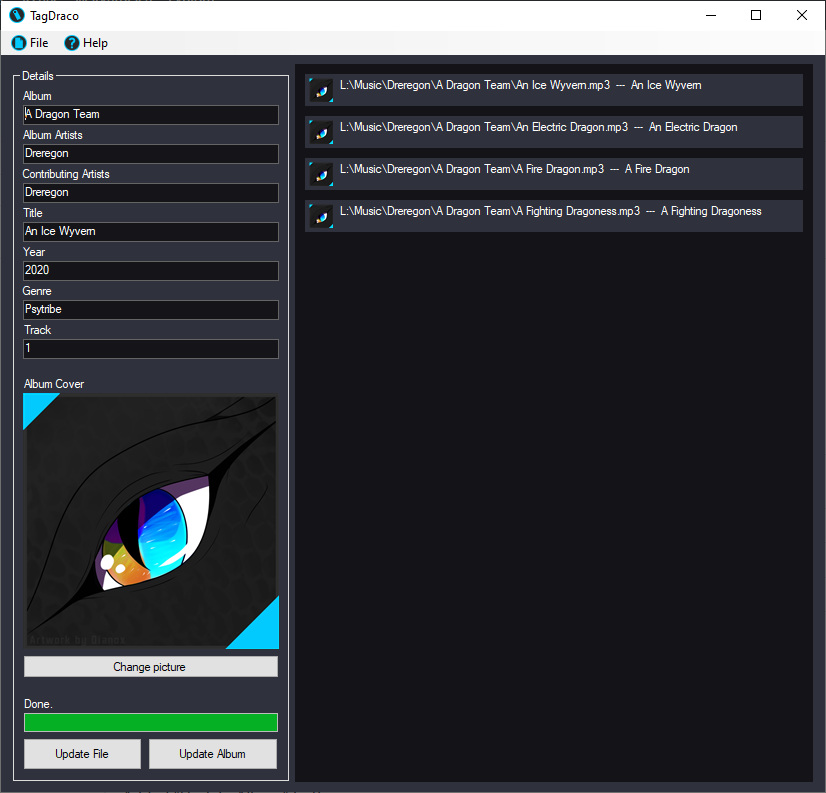 TagDraco
File Help
Details
Album
A Dragon Team
Album Artists
Dreregon
Contributing Artists
Dreregon
Title
An Ice Wyvern
Year
2020
Genre
Psytribe
Track
1
Album Cover
Artwork by
Change picture
Done.
Update File Update Album
L:\Music\Dreregon\A Dragon Team\An Ice Wyvern.mp3 --- An Ice Wyvern
L:\Music\Dreregon\A Dragon Team\An Electric Dragon.mp3 --- An Electric Dragon
L:\Music\Dreregon\A Dragon Team\A Fire Dragon.mp3 --- A Fire Dragon
L:\Music\Dreregon\A Dragon Team\A Fighting Dragoness.mp3 --- A Fighting Dragoness